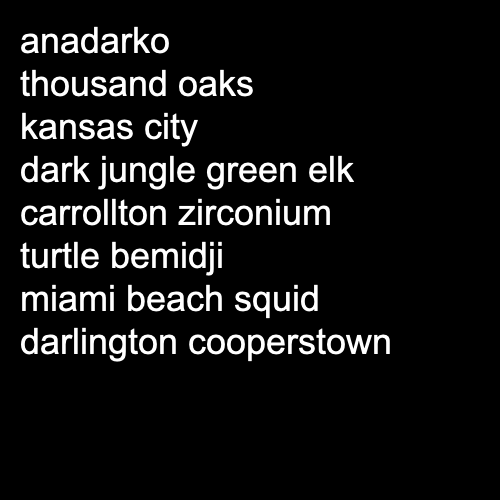 anadarko
thousand oaks
kansas city
dark jungle green elk
carrollton zirconium
turtle bemidji
miami beach squid
darlington cooperstown